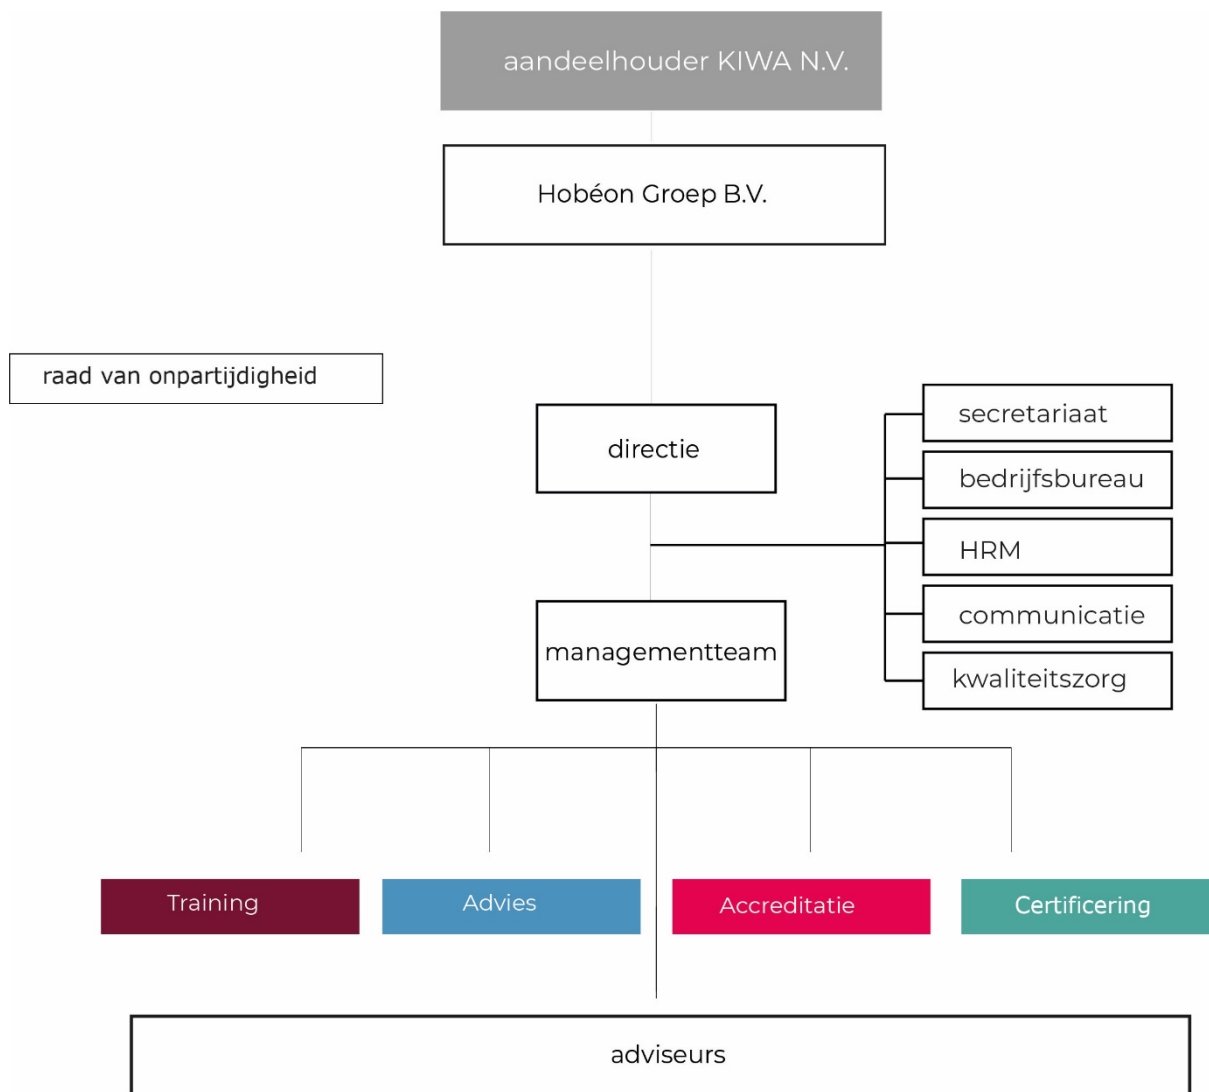 aandeelhouder KIWA N.V.
Hobéon Groep B.V.
raad van onpartijdigheid
directie
secretariaat
bedrijfsbureau
HRM
communicatie
kwaliteitszorg
managementteam
Training
Advies
Accreditatie
Certificering
adviseurs